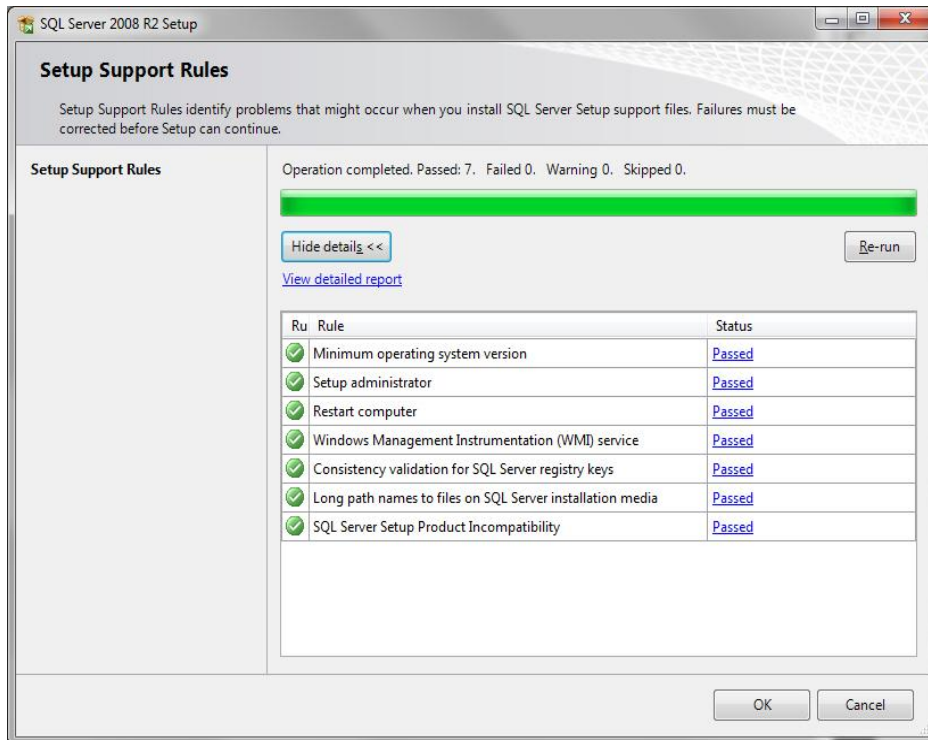 SQL Server 2008 R2 Setup
Setup Support Rules
Setup Support Rules identify problems that might occur when you install SQL Server Setup support files. Failures must be
corrected before Setup can continue.
Setup Support Rules
Operation completed. Passed: 7. Failed 0. Warning 0. Skipped 0.
Hide details <<
Re-run
View detailed report
Ru Rule Status
Minimum operating system version Passed
Setup administrator Passed
Restart computer Passed
Windows Management Instrumentation (WMI) service Passed
Consistency validation for SQL Server registry keys Passed
Long path names to files on SQL Server installation media Passed
SQL Server Setup Product Incompatibility Passed
OK Cancel